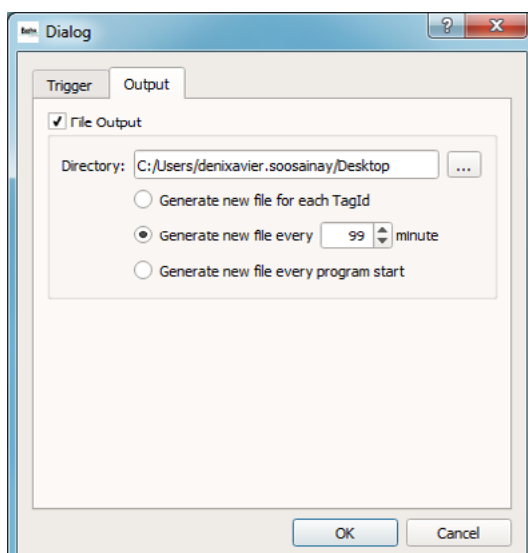 Dialog
Trigger Output
File Output
Directory: C:/Users/denixavier.soosainay/Desktop ...
Generate new file for each TagId
Generate new file every 99 minute
Generate new file every program start
OK Cancel